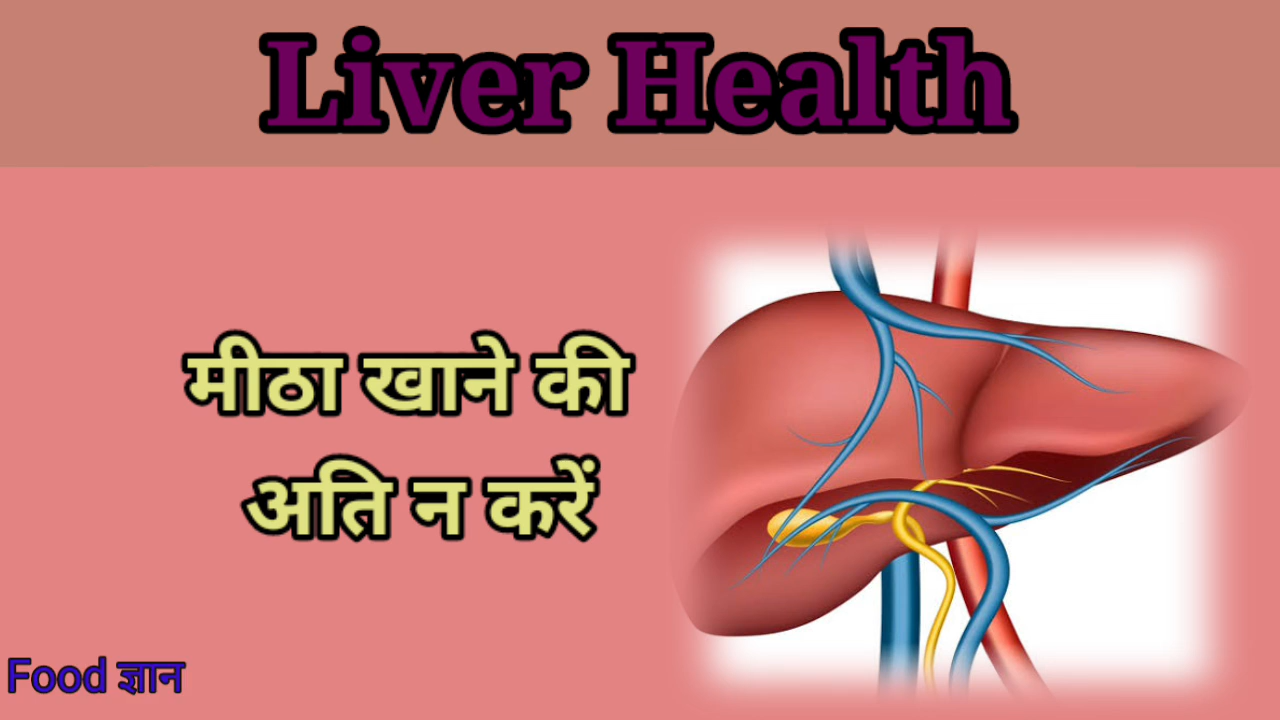 Liver Health
मीठा खाने की
अति न करें
Food ज्ञान